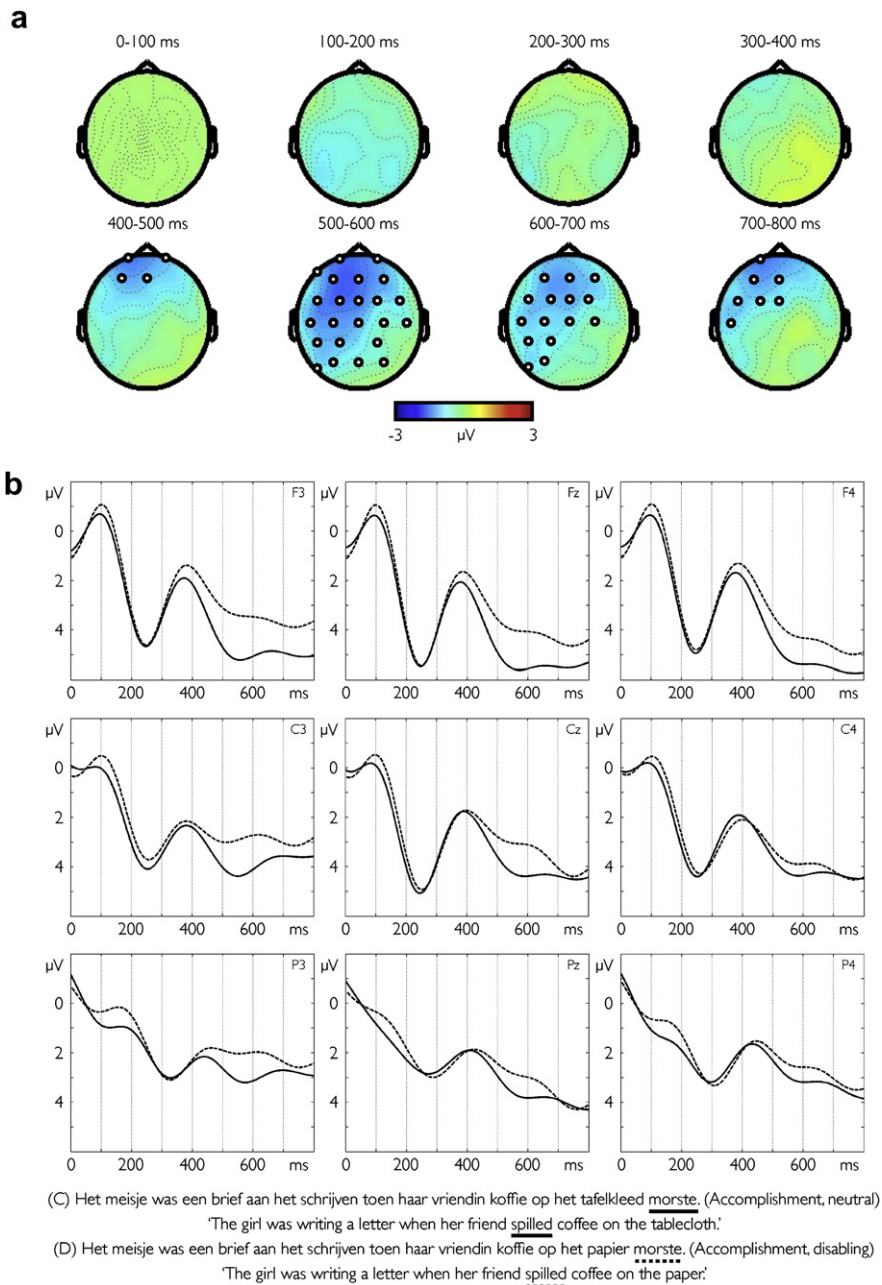 a
0-100 ms 100-200 ms 200-300 ms 300-400 ms
400-500 ms 500-600 ms 600-700 ms 700-800 ms
-3 µV 3
b
µV F3 µV Fz µV F4
0 0 0
2 2 2
4 4 4
0 200 400 600 ms 0 200 400 600 ms 0 200 400 600 ms
µV C3 µV Cz µV C4
0 0 0
2 2 2
4 4 4
0 200 400 600 ms 0 200 400 600 ms 0 200 400 600 ms
µV P3 µV Pz µV P4
0 0 0
2 2 2
4 4 4
0 200 400 600 ms 0 200 400 600 ms 0 200 400 600 ms
(C) Het meisje was een brief aan het schrijven toen haar vriendin koffie op het tafelkleed morste. (Accomplishment, neutral)
'The girl was writing a letter when her friend spilled coffee on the tablecloth.'
(D) Het meisje was een brief aan het schrijven toen haar vriendin koffie op het papier morste. (Accomplishment, disabling)
'The girl was writing a letter when her friend spilled coffee on the paper.'